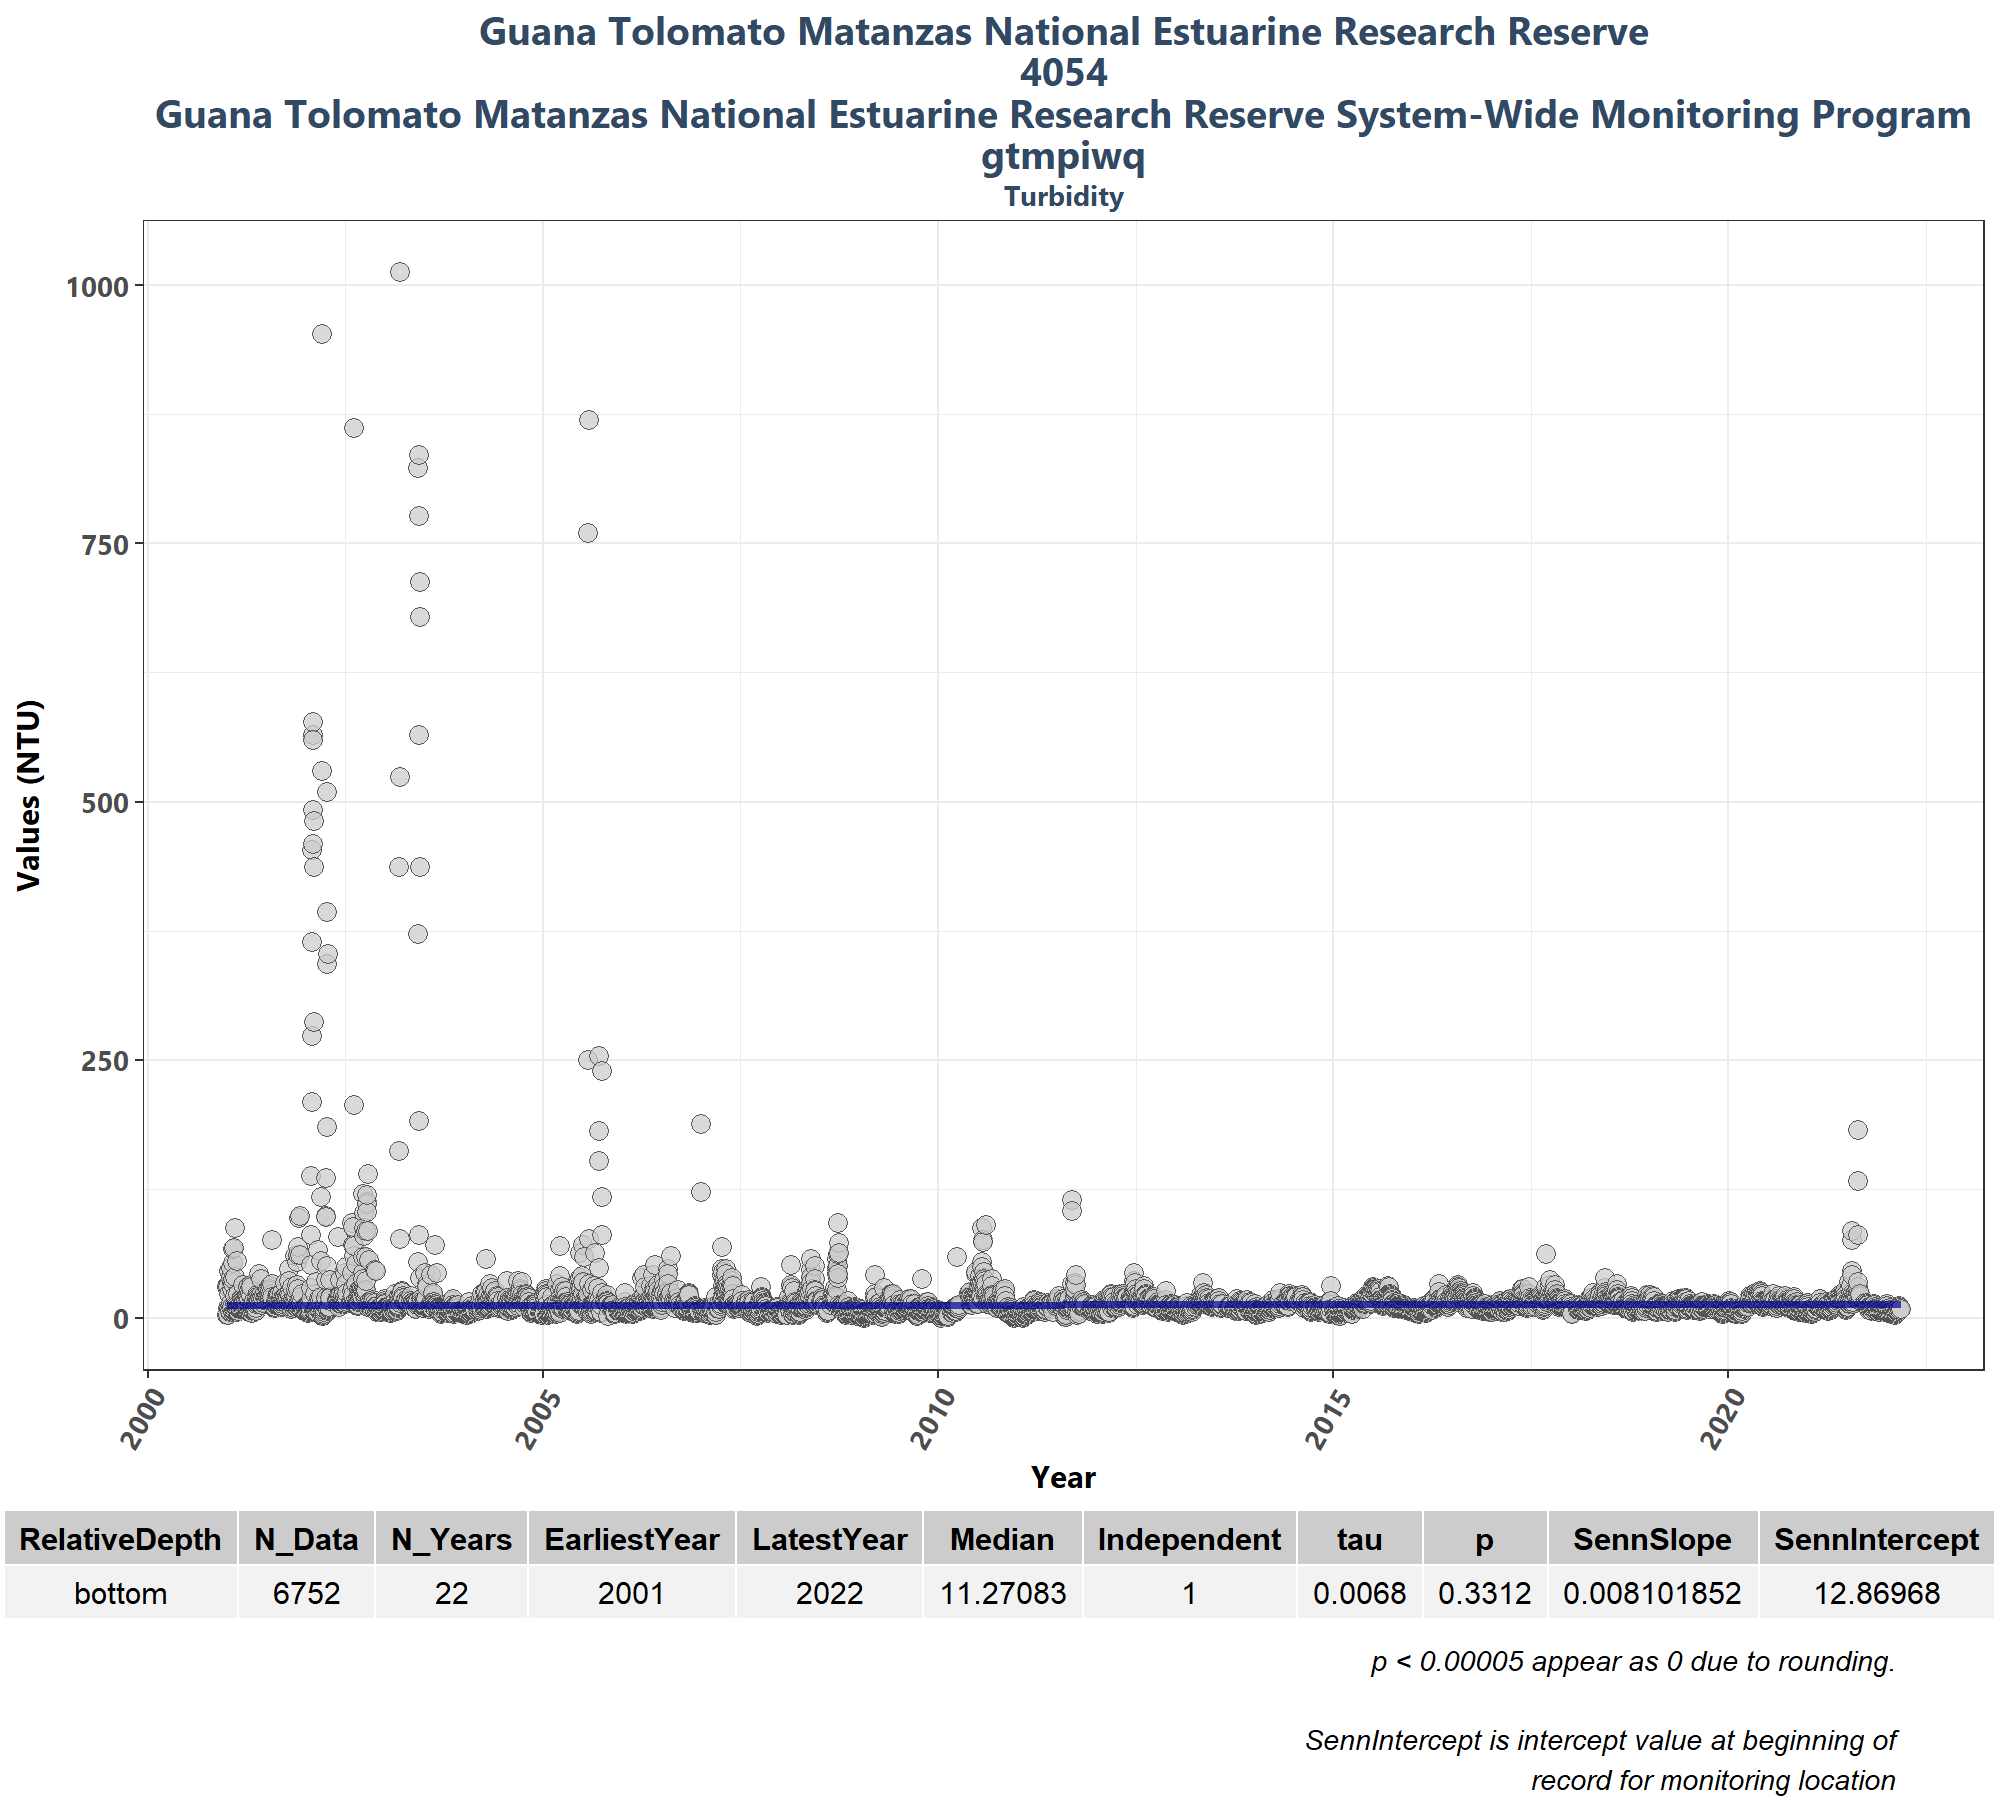 Guana Tolomato Matanzas National Estuarine Research Reserve
4054
Guana Tolomato Matanzas National Estuarine Research Reserve System-Wide Monitoring Program
gtmpiwq
Turbidity
1000
750
500
250
0
Values (NTU)
2000 2005 2010 2015 2020
Year
RelativeDepth N_Data N_Years EarliestYear LatestYear Median Independent tau p SennSlope SennIntercept
bottom 6752 22 2001 2022 11.27083 1 0.0068 0.3312 0.008101852 12.86968
p < 0.00005 appear as 0 due to rounding.
SennIntercept is intercept value at beginning of
record for monitoring location